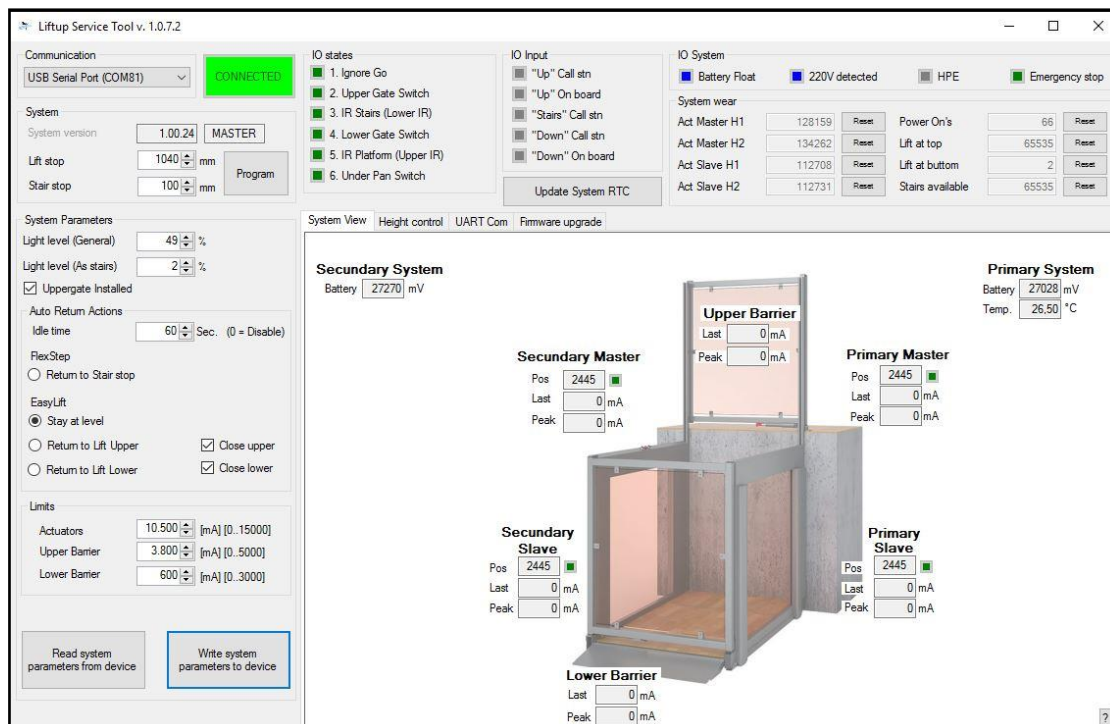 Liftup Service Tool v. 1.0.7.2
Communication
USB Serial Port (COM81)
CONNECTED
System
System version 1.00.24 MASTER
Lift stop 1040 mm
Stair stop 100 mm
Program
IO states
1. Ignore Go
2. Upper Gate Switch
3. IR Stairs (Lower IR)
4. Lower Gate Switch
5. IR Platform (Upper IR)
6. Under Pan Switch
IO Input
"Up" Call stn
"Up" On board
"Stairs" Call stn
"Down" Call stn
"Down" On board
Update System RTC
IO System
Battery Float 220V detected HPE Emergency stop
System wear
Act Master H1 128159 Reset Power On's 66 Reset
Act Master H2 134262 Reset Lift at top 65535 Reset
Act Slave H1 112708 Reset Lift at buttom 2 Reset
Act Slave H2 112731 Reset Stairs available 65535 Reset
System Parameters
Light level (General) 49 %
Light level (As stairs) 2 %
Uppergate Installed
Auto Return Actions
Idle time 60 Sec. (0 = Disable)
FlexStep
Return to Stair stop
EasyLift
Stay at level
Return to Lift Upper Close upper
Return to Lift Lower Close lower
Limits
Actuators 10.500 [mA] [0..15000]
Upper Barrier 3.800 [mA] [0..5000]
Lower Barrier 600 [mA] [0..3000]
Read system
parameters from device
Write system
parameters to device
System View Height control UART Com Firmware upgrade
Secundary System
Battery 27270 mV
Primary System
Battery 27028 mV
Temp. 26,50 °C
Upper Barrier
Last 0 mA
Peak 0 mA
Secundary Master
Pos 2445
Last 0 mA
Peak 0 mA
Primary Master
Pos 2445
Last 0 mA
Peak 0 mA
Secundary
Slave
Pos 2445
Last 0 mA
Peak 0 mA
Primary
Slave
Pos 2445
Last 0 mA
Peak 0 mA
Lower Barrier
Last 0 mA
Peak 0 mA
?